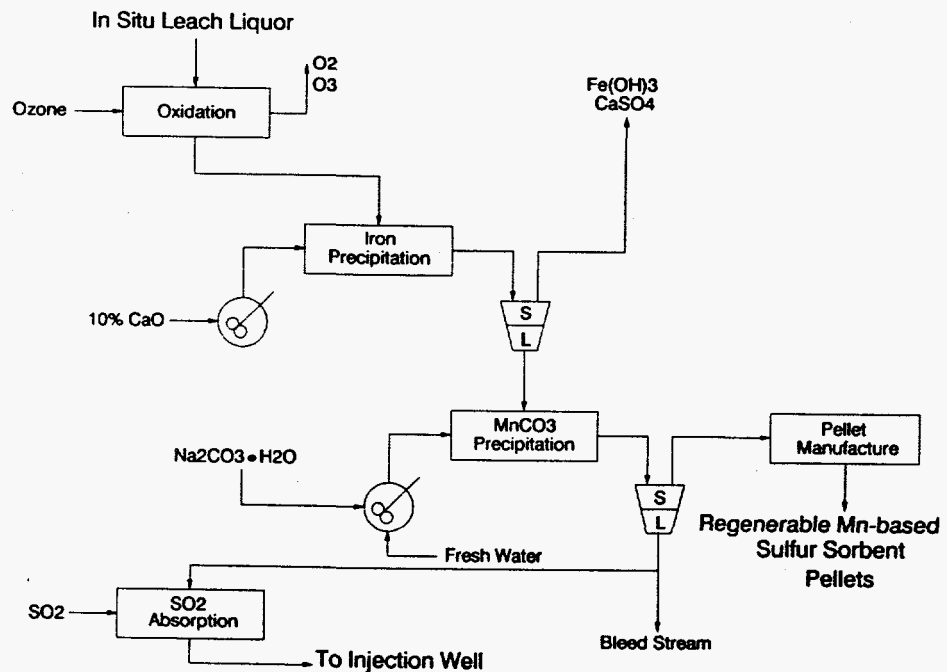 In Situ Leach Liquor
O2
O3
Ozone
Oxidation
Fe(OH)3
CaSO4
Iron
Precipitation
10% CaO
S
L
MnCO3
Precipitation
Pellet
Manufacture
Na2CO3•H2O
S
L
Regenerable Mn-based
Sulfur Sorbent
Pellets
Fresh Water
SO2
SO2
Absorption
Bleed Stream
To Injection Well